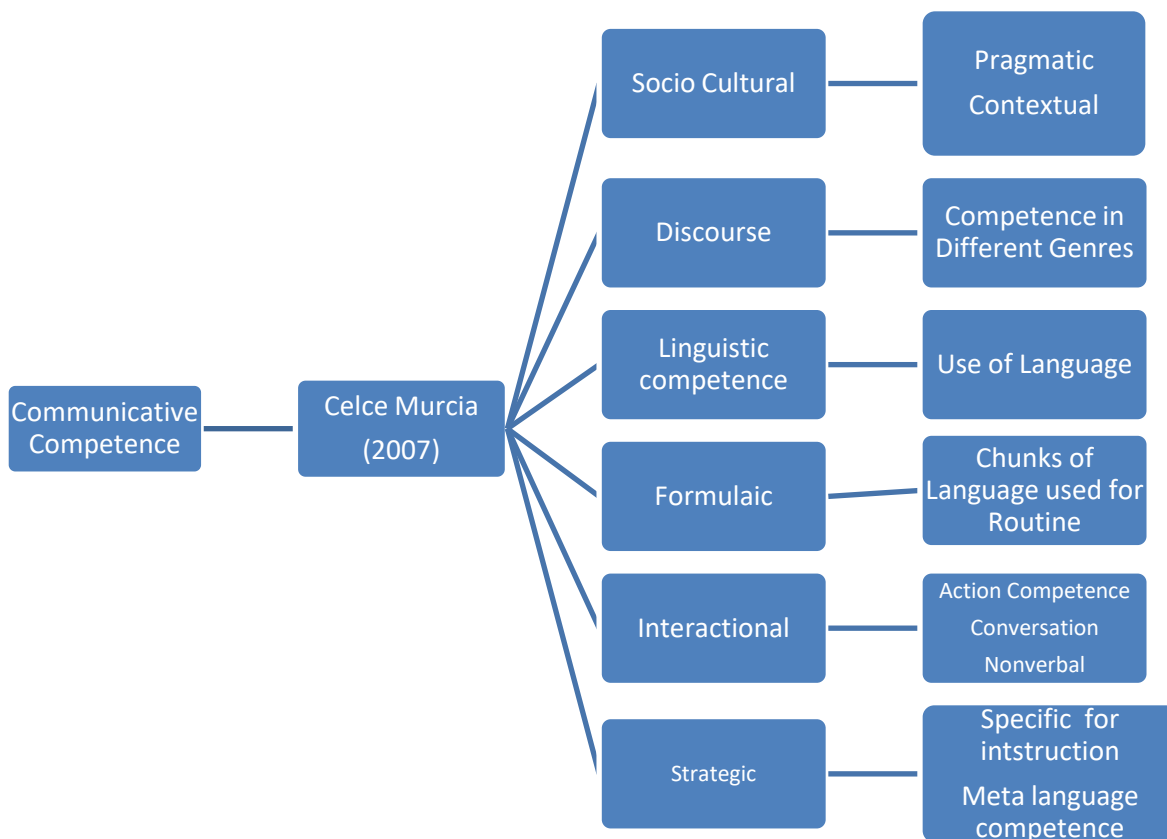 Communicative
Competence
Celce Murcia
(2007)
Socio Cultural
Pragmatic
Contextual
Discourse
Competence in
Different Genres
Linguistic
competence
Use of Language
Formulaic
Chunks of
Language used for
Routine
Interactional
Action Competence
Conversation
Nonverbal
Strategic
Specific for
intstruction
Meta language
competence